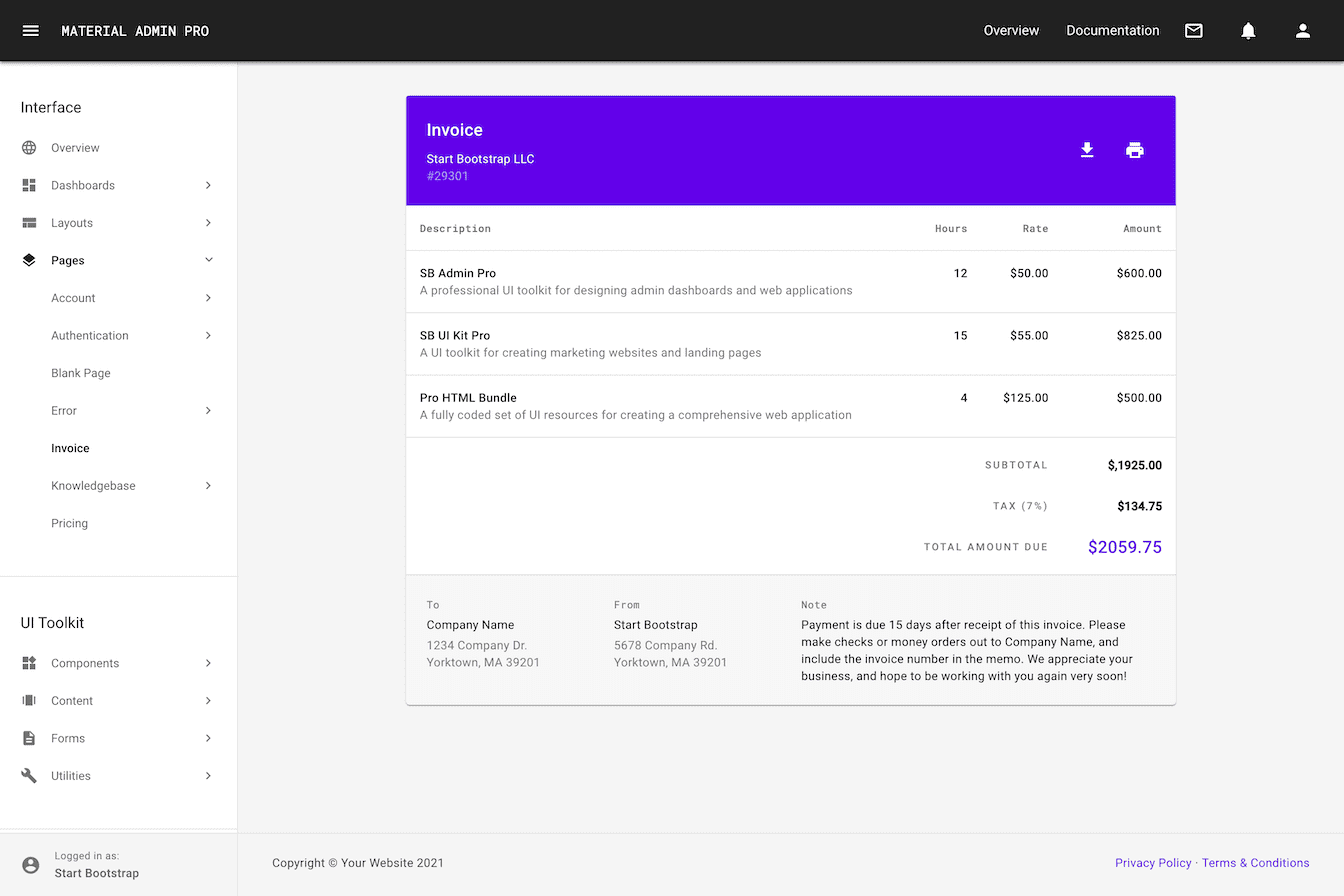 MATERIAL ADMIN PRO
Overview
Documentation
Interface
Overview
Dashboards
Layouts
Pages
Account
Authentication
Blank Page
Error
Invoice
Knowledgebase
Pricing
UI Toolkit
Components
Content
Forms
Utilities
Logged in as:
Start Bootstrap
Invoice
Start Bootstrap LLC
#29301
Description Hours Rate Amount
SB Admin Pro 12 $50.00 $600.00
A professional UI toolkit for designing admin dashboards and web applications
SB UI Kit Pro 15 $55.00 $825.00
A UI toolkit for creating marketing websites and landing pages
Pro HTML Bundle 4 $125.00 $500.00
A fully coded set of UI resources for creating a comprehensive web application
SUBTOTAL $,1925.00
TAX (7%) $134.75
TOTAL AMOUNT DUE $2059.75
To
Company Name
1234 Company Dr.
Yorktown, MA 39201
From
Start Bootstrap
5678 Company Rd.
Yorktown, MA 39201
Note
Payment is due 15 days after receipt of this invoice. Please
make checks or money orders out to Company Name, and
include the invoice number in the memo. We appreciate your
business, and hope to be working with you again very soon!
Copyright © Your Website 2021
Privacy Policy · Terms & Conditions